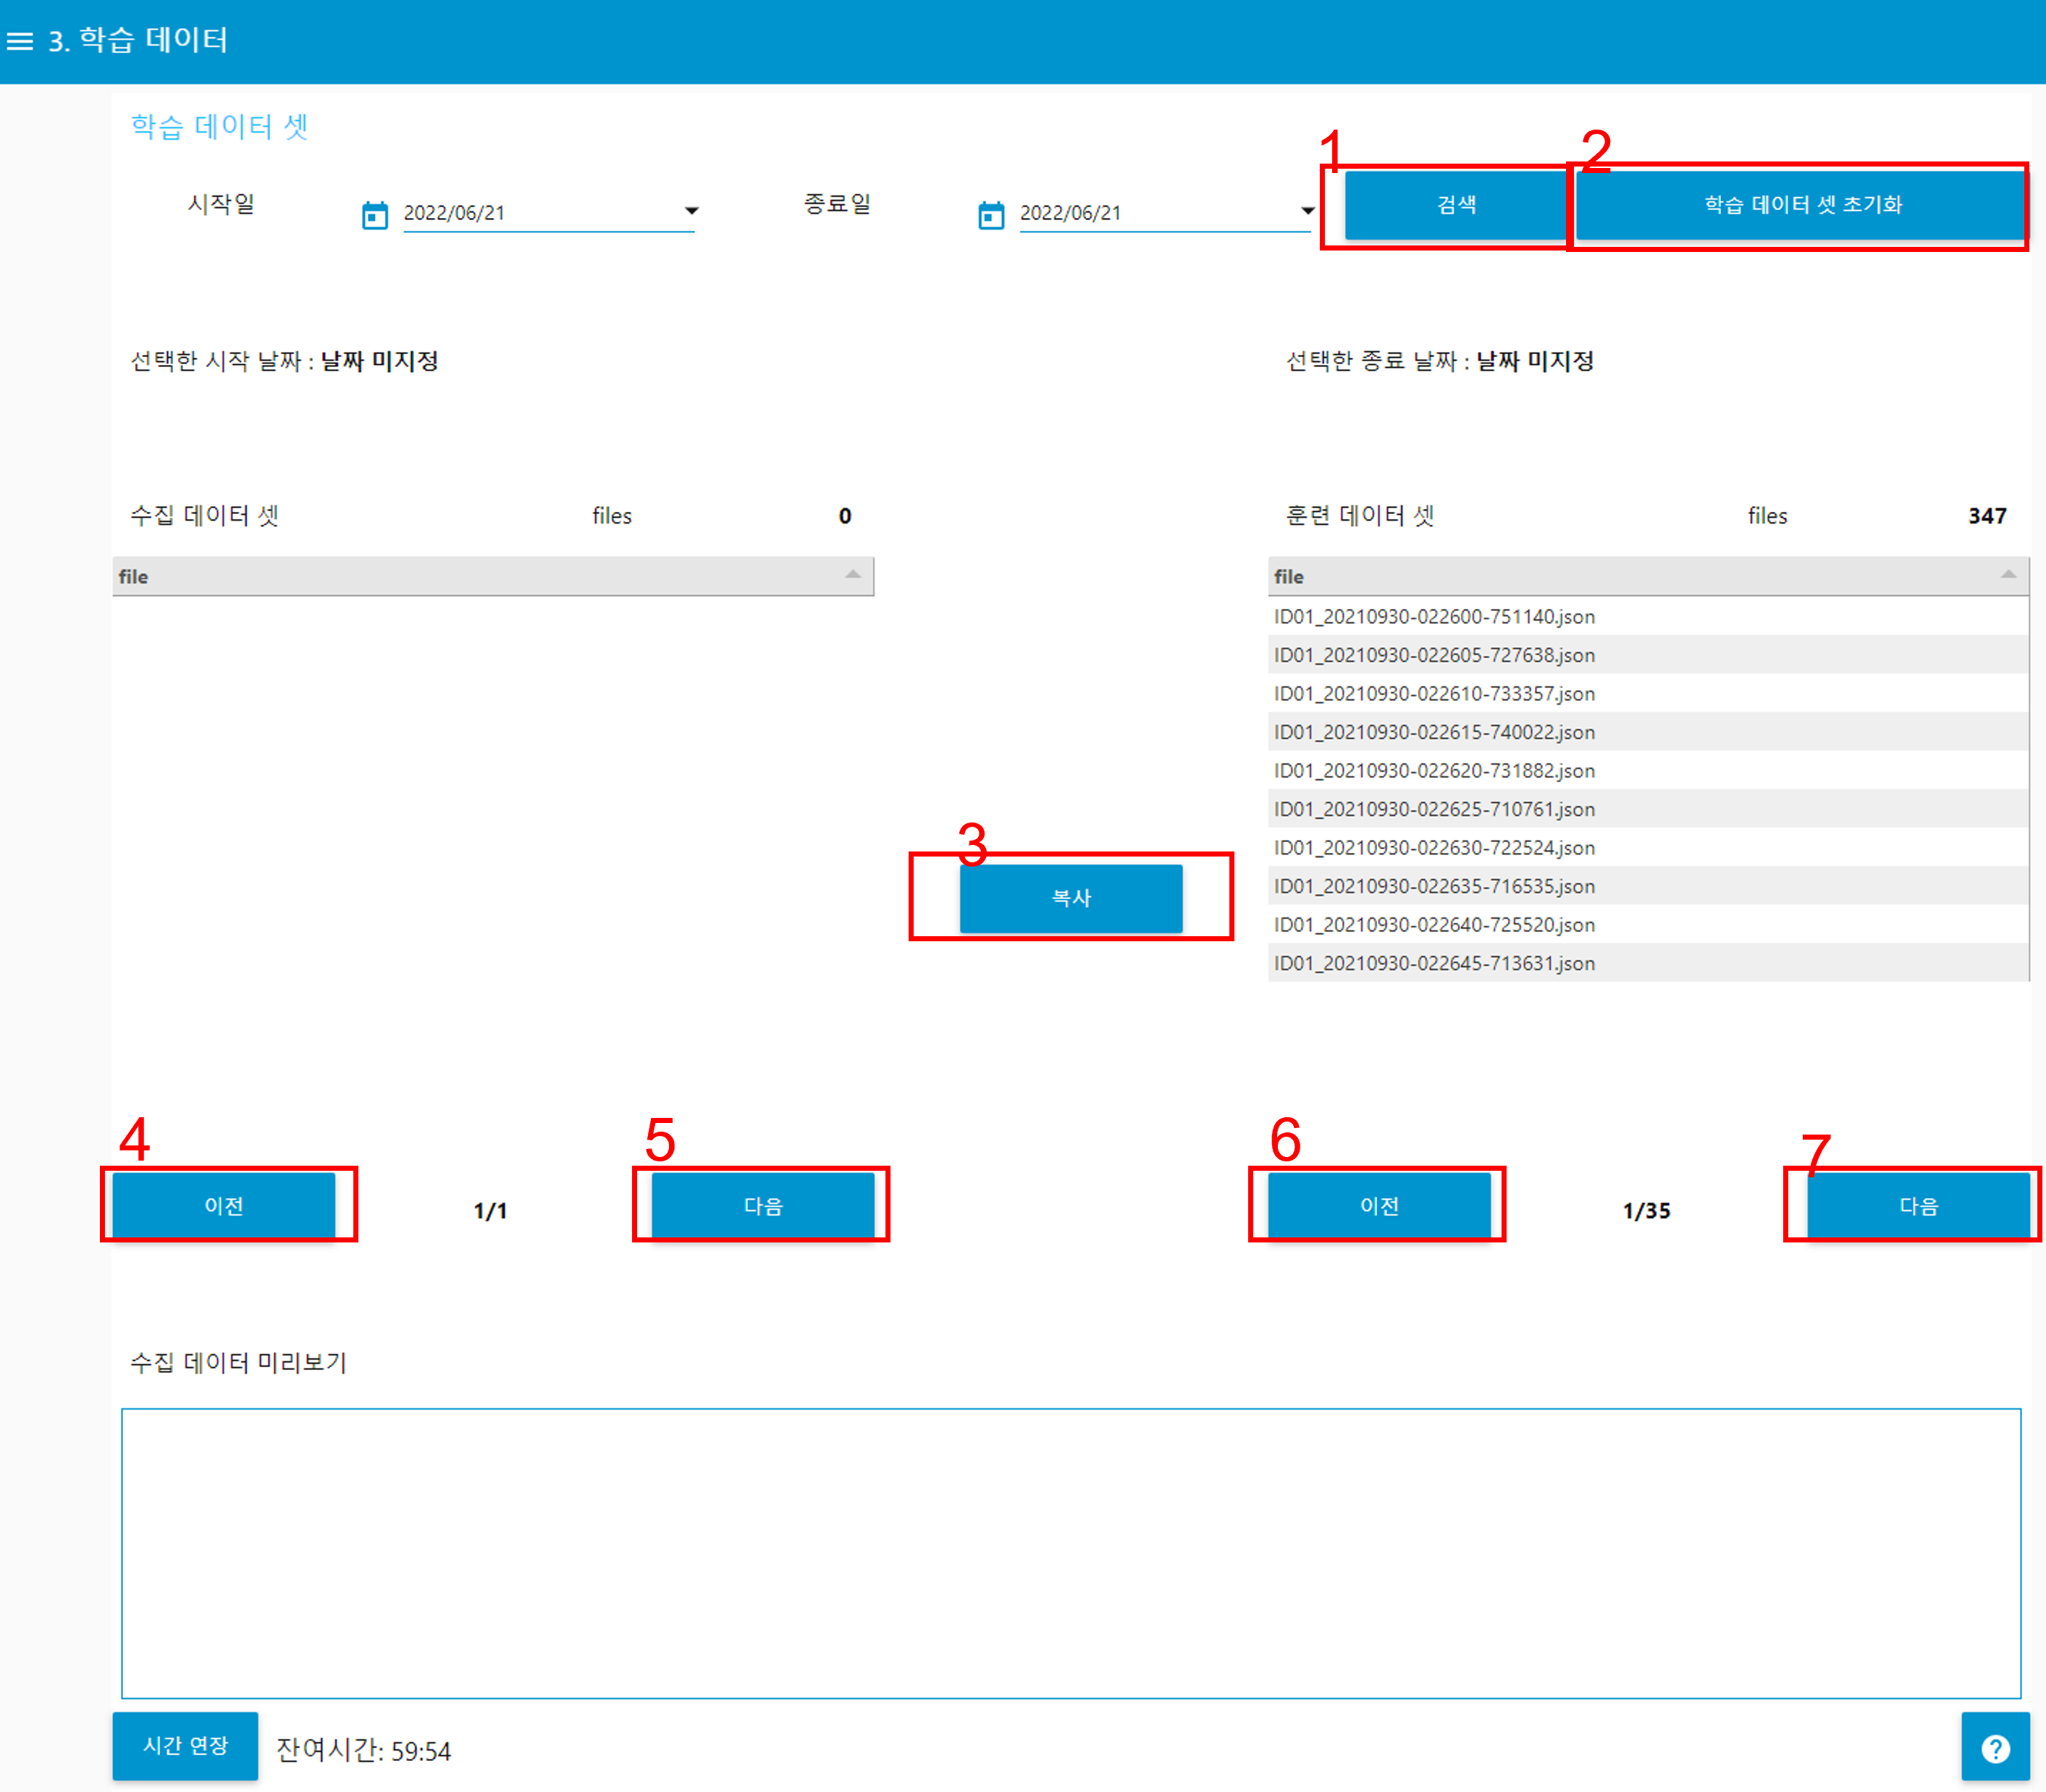 3. 학습 데이터
학습 데이터 셋
1
2
시작일
2022/06/21
종료일
2022/06/21
검색
학습 데이터 셋 초기화
선택한 시작 날짜 : 날짜 미지정
선택한 종료 날짜 : 날짜 미지정
수집 데이터 셋 files 0
훈련 데이터 셋 files 347
file
file
ID01_20210930-022600-751140.json
ID01_20210930-022605-727638.json
ID01_20210930-022610-733357.json
ID01_20210930-022615-740022.json
ID01_20210930-022620-731882.json
ID01_20210930-022625-710761.json
ID01_20210930-022630-722524.json
ID01_20210930-022635-716535.json
ID01_20210930-022640-725520.json
ID01_20210930-022645-713631.json
3
복사
4
5
6
7
이전
1/1
다음
이전
1/35
다음
수집 데이터 미리보기
시간 연장
잔여시간: 59:54
?